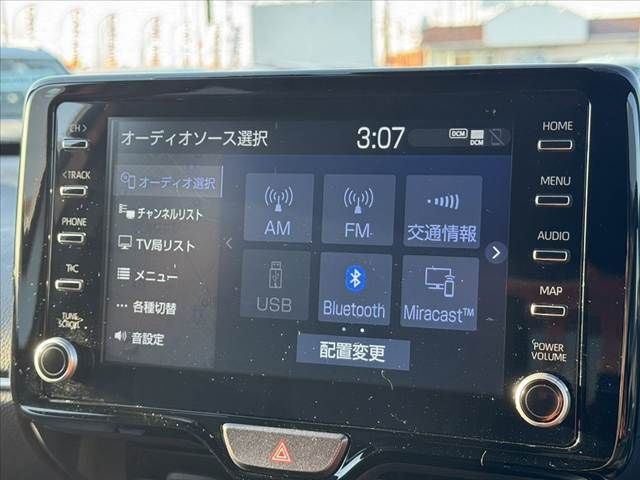 CH >
< TRACK
PHONE
TRC
TUNE
SCROLL
オーディオソース選択
3:07
DCM
DCM
オーディオ選択
チャンネルリスト
TV局リスト
メニュー
各種切替
音設定
AM
FM
交通情報
USB
Bluetooth
Miracast™
配置変更
HOME
MENU
AUDIO
MAP
POWER
VOLUME